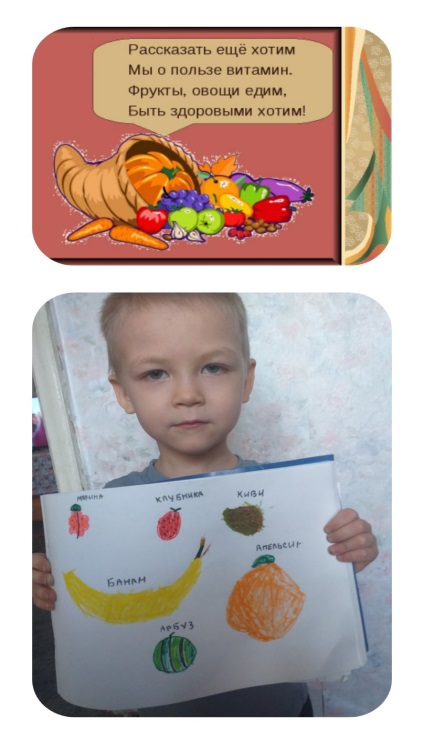 Рассказать ещё хотим
Мы о пользе витамин.
Фрукты, овощи едим,
Быть здоровыми хотим!
МАЛИНА КЛУБНИКА КИВИ
АПЕЛЬСИН
БАНАН
АРБУЗ